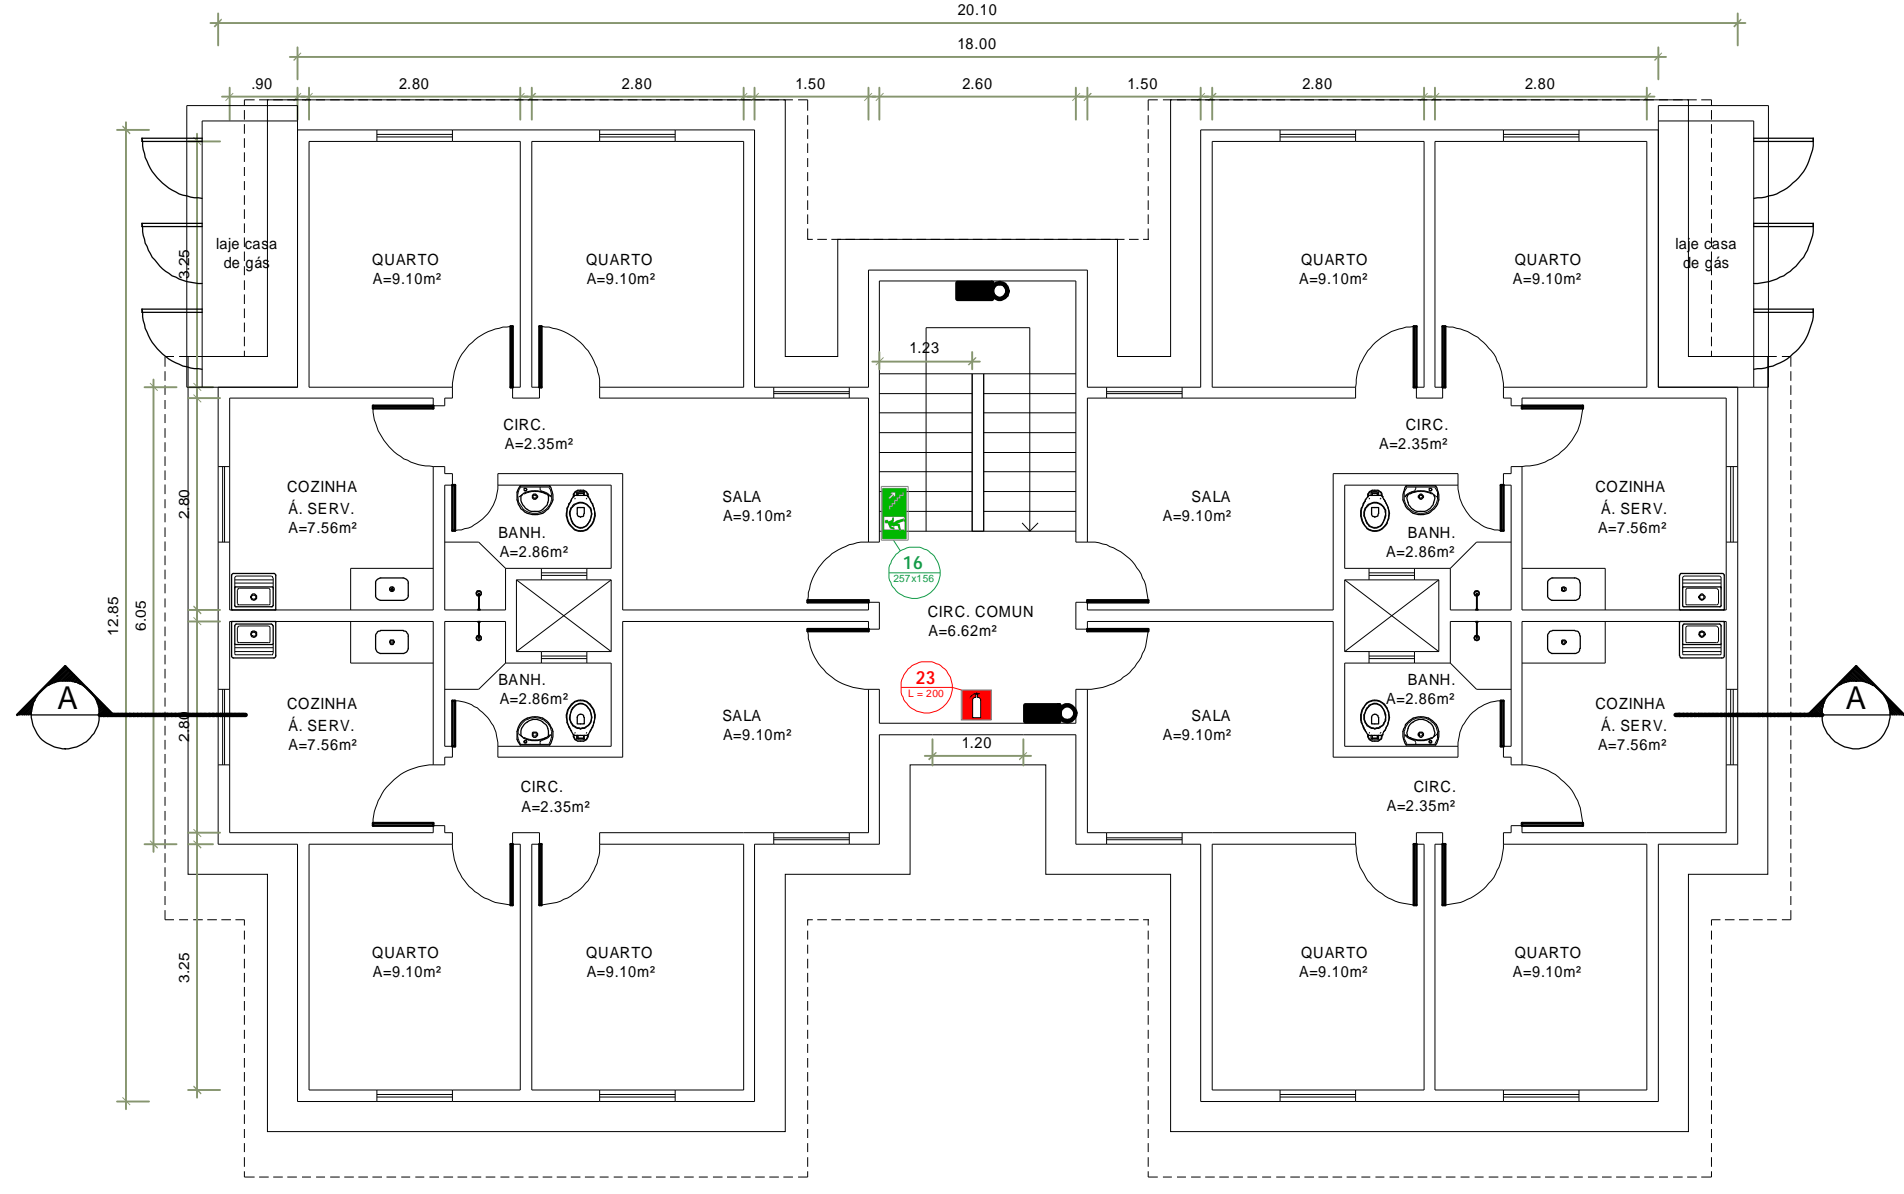 20.10
18.00
.90
2.80
2.80
1.50
2.60
1.50
2.80
2.80
laje casa
de gás
3.25
QUARTO
A=9.10m²
QUARTO
A=9.10m²
QUARTO
A=9.10m²
QUARTO
A=9.10m²
laje casa
de gás
1.23
CIRC.
A=2.35m²
CIRC.
A=2.35m²
2.80
COZINHA
Á. SERV.
A=7.56m²
BANH.
A=2.86m²
SALA
A=9.10m²
SALA
A=9.10m²
BANH.
A=2.86m²
COZINHA
Á. SERV.
A=7.56m²
16
257x156
12.85
6.05
CIRC. COMUN
A=6.62m²
23
L = 200
A
2.80
COZINHA
Á. SERV.
A=7.56m²
BANH.
A=2.86m²
SALA
A=9.10m²
SALA
A=9.10m²
BANH.
A=2.86m²
COZINHA
Á. SERV.
A=7.56m²
A
1.20
CIRC.
A=2.35m²
CIRC.
A=2.35m²
3.25
QUARTO
A=9.10m²
QUARTO
A=9.10m²
QUARTO
A=9.10m²
QUARTO
A=9.10m²